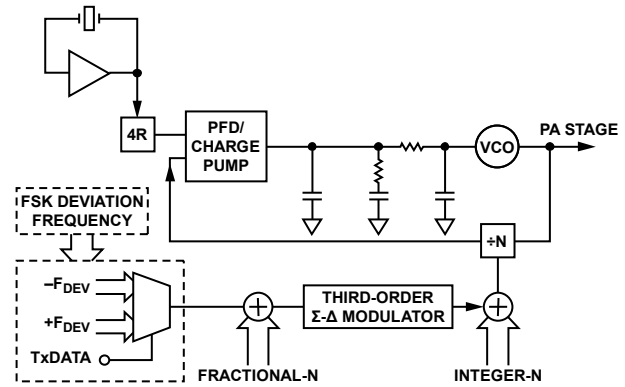 4R
PFD/
CHARGE
PUMP
VCO
PA STAGE
FSK DEVIATION
FREQUENCY
÷N
–FDEV
+FDEV
TxDATA
THIRD-ORDER
Σ-Δ MODULATOR
FRACTIONAL-N
INTEGER-N